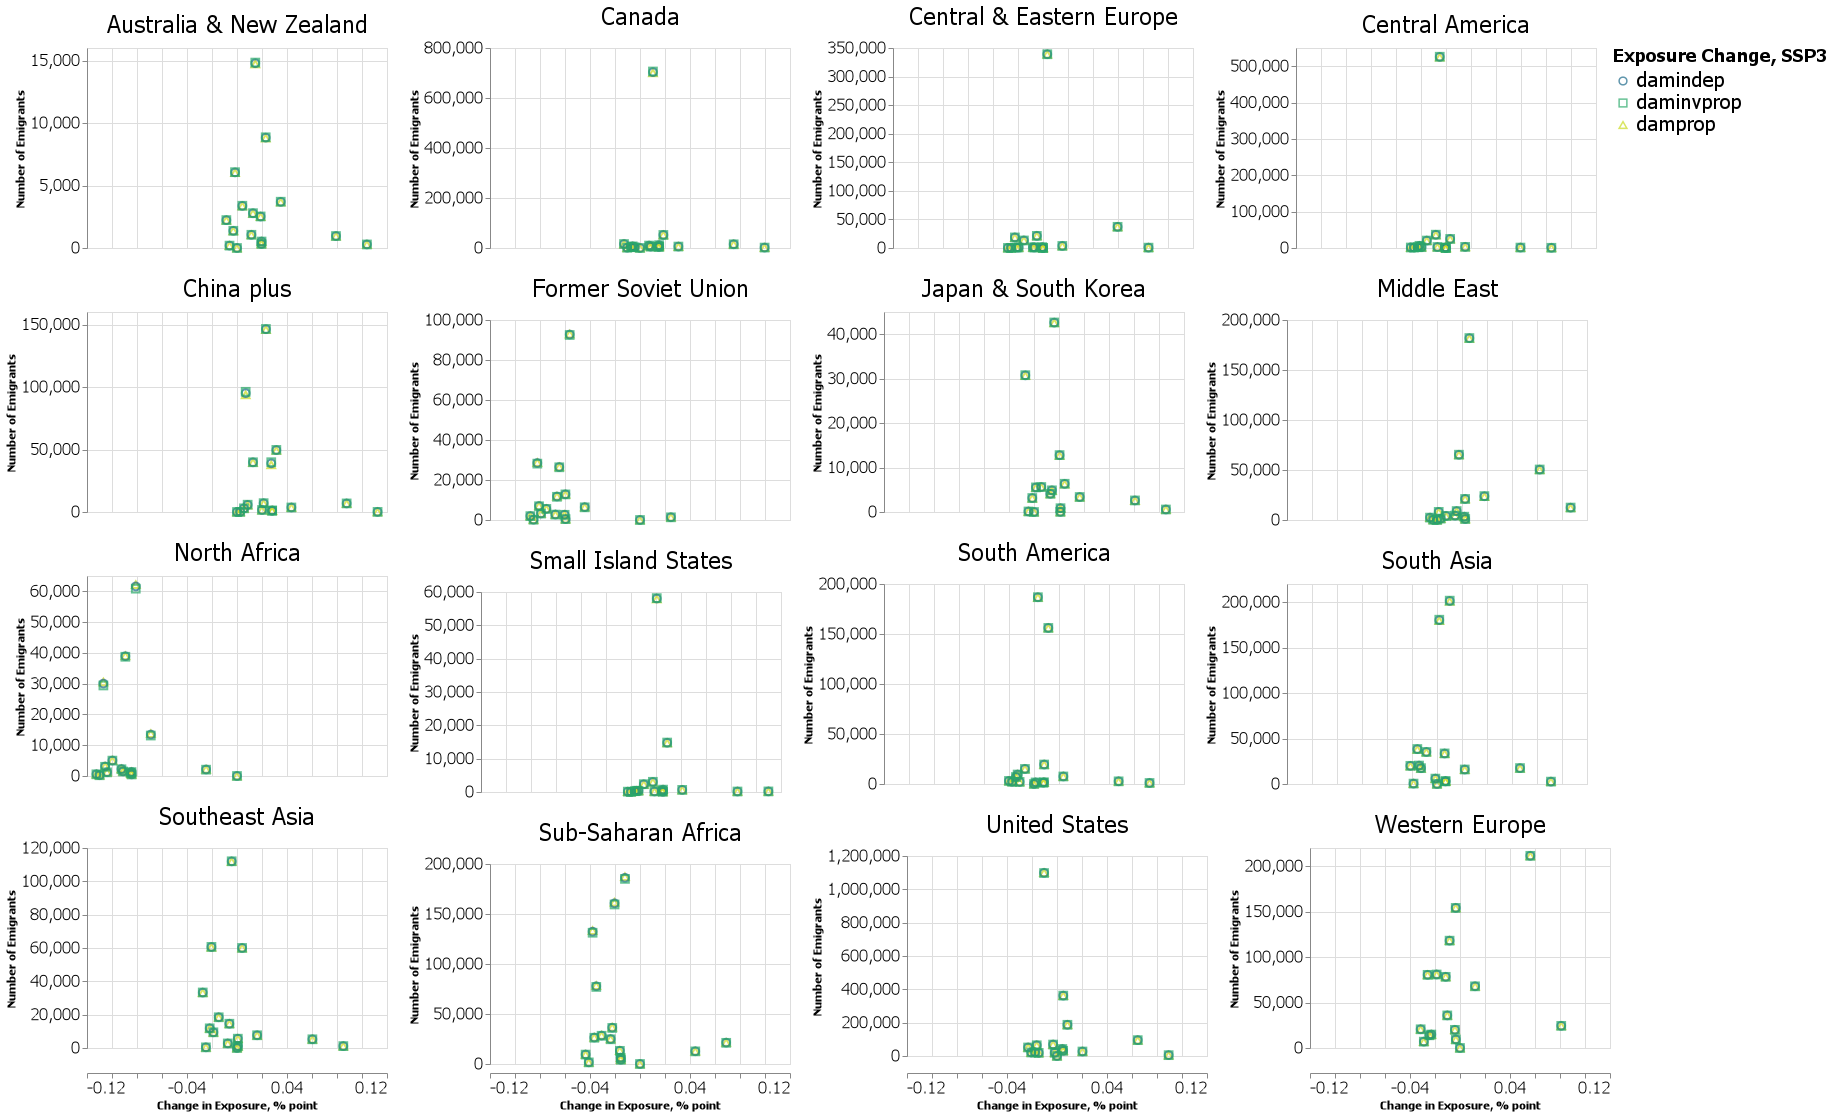 Australia & New Zealand
Canada
Central & Eastern Europe
Central America
Exposure Change, SSP3
damindep
daminvprop
damprop
15,000
10,000
5,000
0
Number of Emigrants
800,000
600,000
400,000
200,000
0
Number of Emigrants
350,000
300,000
250,000
200,000
150,000
100,000
50,000
0
Number of Emigrants
500,000
400,000
300,000
200,000
100,000
0
Number of Emigrants
China plus
Former Soviet Union
Japan & South Korea
Middle East
150,000
100,000
50,000
0
Number of Emigrants
100,000
80,000
60,000
40,000
20,000
0
Number of Emigrants
40,000
30,000
20,000
10,000
0
Number of Emigrants
200,000
150,000
100,000
50,000
0
Number of Emigrants
North Africa
Small Island States
South America
South Asia
60,000
50,000
40,000
30,000
20,000
10,000
0
Number of Emigrants
60,000
50,000
40,000
30,000
20,000
10,000
0
Number of Emigrants
200,000
150,000
100,000
50,000
0
Number of Emigrants
200,000
150,000
100,000
50,000
0
Number of Emigrants
Southeast Asia
Sub-Saharan Africa
United States
Western Europe
120,000
100,000
80,000
60,000
40,000
20,000
0
Number of Emigrants
200,000
150,000
100,000
50,000
0
Number of Emigrants
1,200,000
1,000,000
800,000
600,000
400,000
200,000
0
Number of Emigrants
200,000
150,000
100,000
50,000
0
Number of Emigrants
-0.12 -0.04 0.04 0.12
Change in Exposure, % point
-0.12 -0.04 0.04 0.12
Change in Exposure, % point
-0.12 -0.04 0.04 0.12
Change in Exposure, % point
-0.12 -0.04 0.04 0.12
Change in Exposure, % point